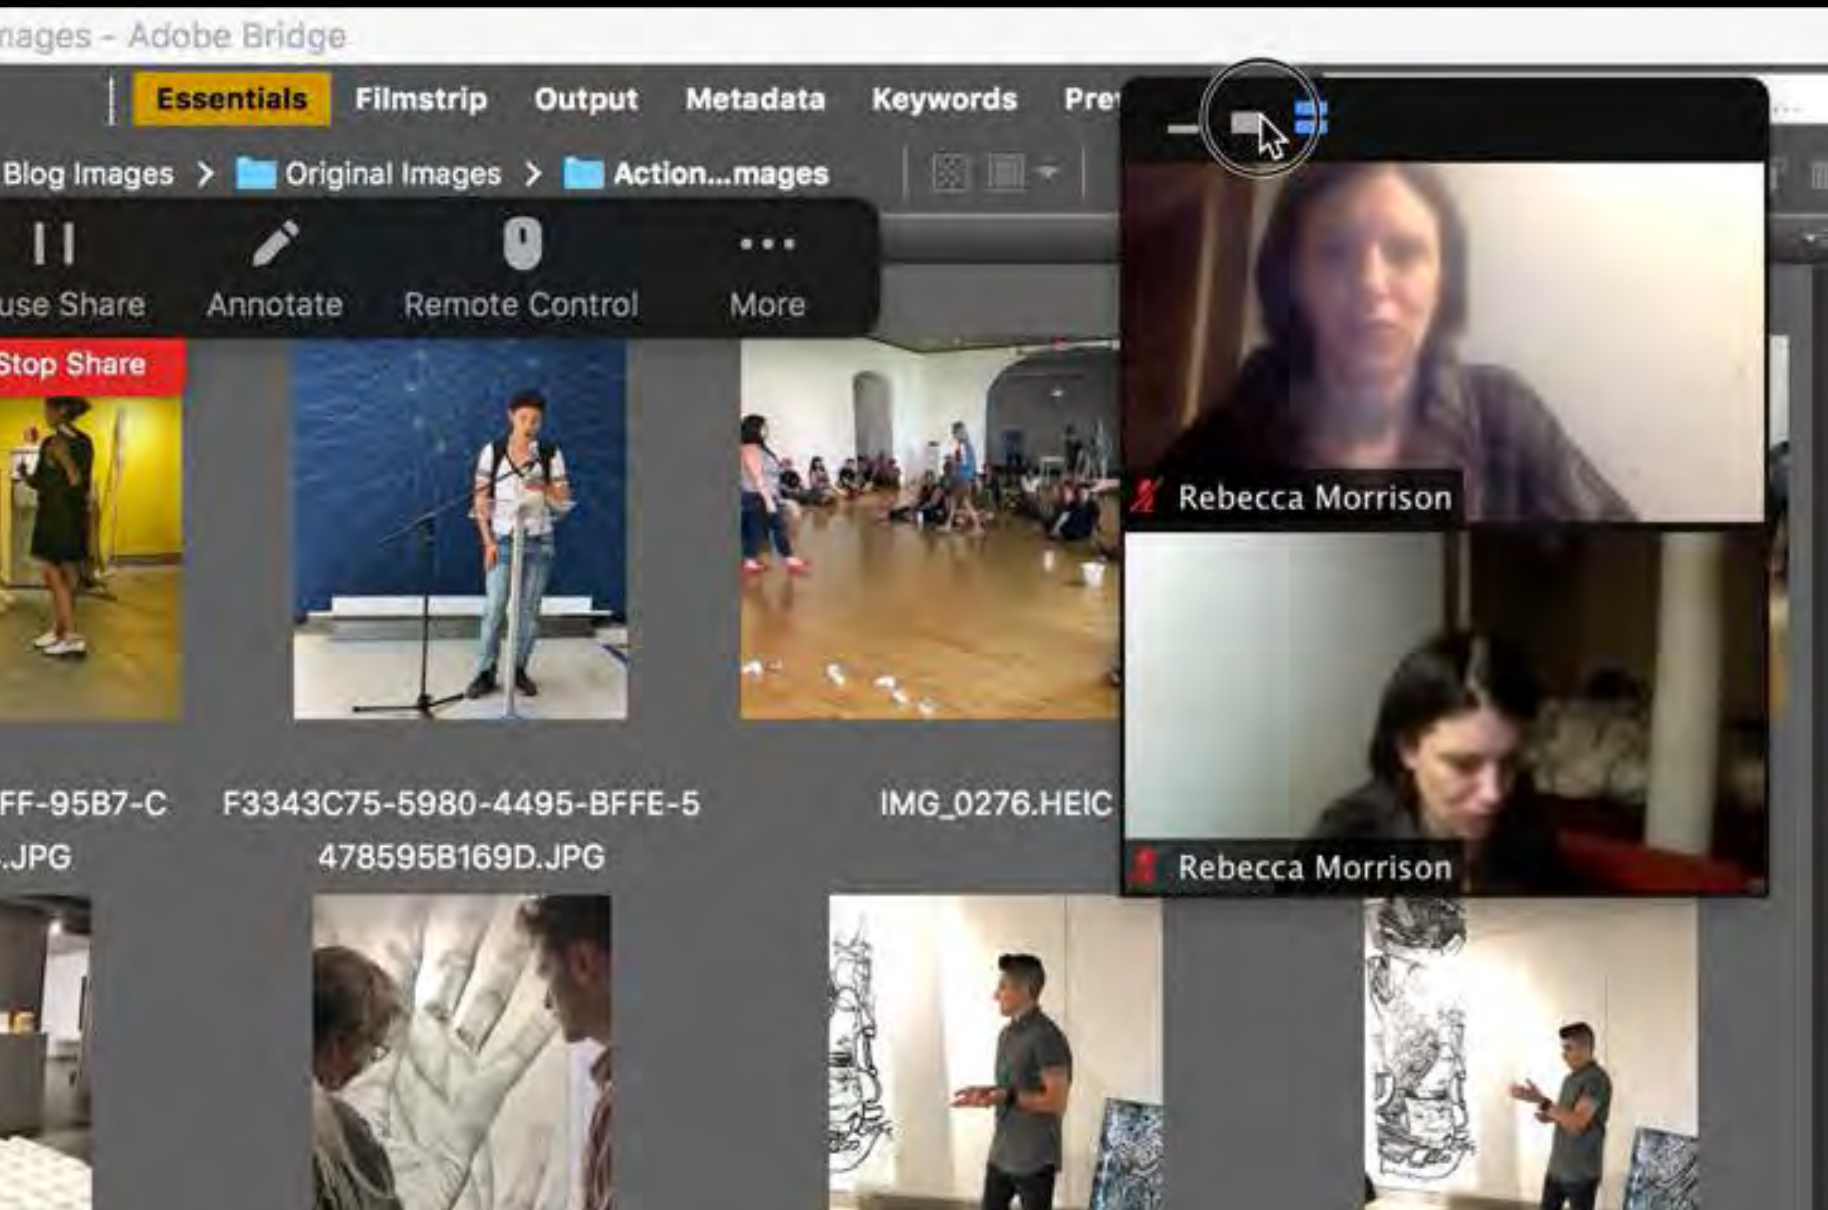 mages – Adobe Bridge
Essentials Filmstrip Output Metadata Keywords Pre
Blog Images > Original Images > Action...mages
use Share Annotate Remote Control More
Stop Share
Rebecca Morrison
Rebecca Morrison
FF-95B7-C F3343C75-5980-4495-BFFE-5 IMG_0276.HEIC
.JPG 478595B169D.JPG